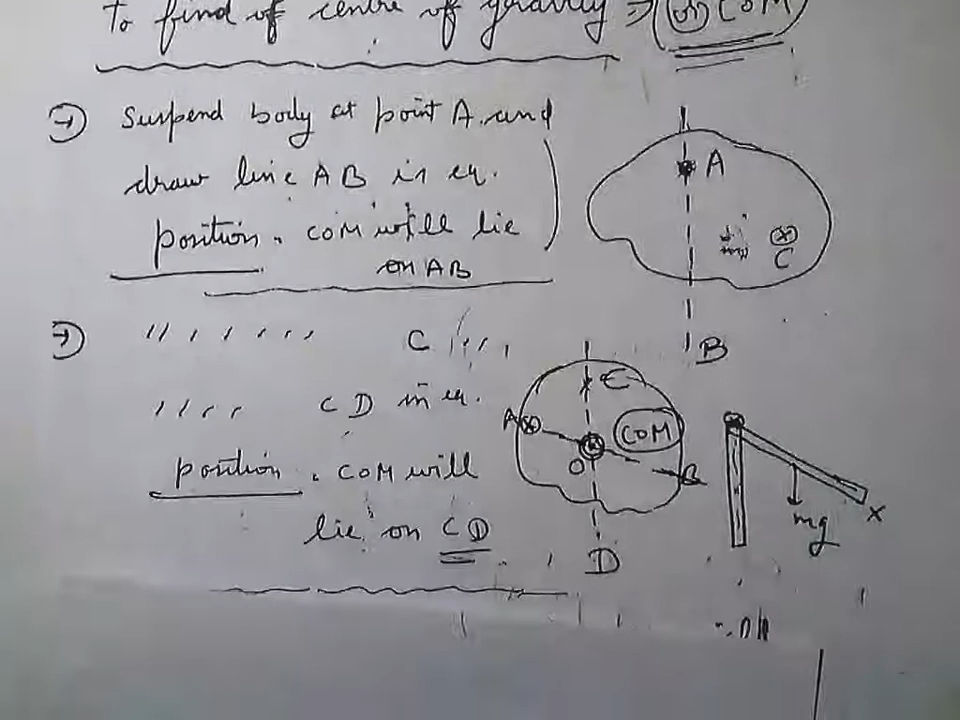 To find of centre of gravity ⇒ (or) COM
→ Suspend body at point A, and
draw line AB in eq.
position. COM will lie
on AB
A
C
B
→ " , , , , , , C , , , ,
" , , , CD in eq.
position. COM will
lie on CD
C
A
COM
O
B
D
mg
x